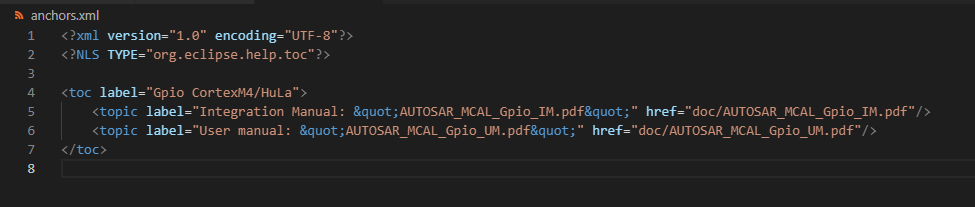 anchors.xml
1 <?xml version="1.0" encoding="UTF-8"?>
2 <?NLS TYPE="org.eclipse.help.toc"?>
3
4 <toc label="Gpio CortexM4/HuLa">
5     <topic label="Integration Manual: &quot;AUTOSAR_MCAL_Gpio_IM.pdf&quot;" href="doc/AUTOSAR_MCAL_Gpio_IM.pdf"/>
6     <topic label="User manual: &quot;AUTOSAR_MCAL_Gpio_UM.pdf&quot;" href="doc/AUTOSAR_MCAL_Gpio_UM.pdf"/>
7 </toc>
8